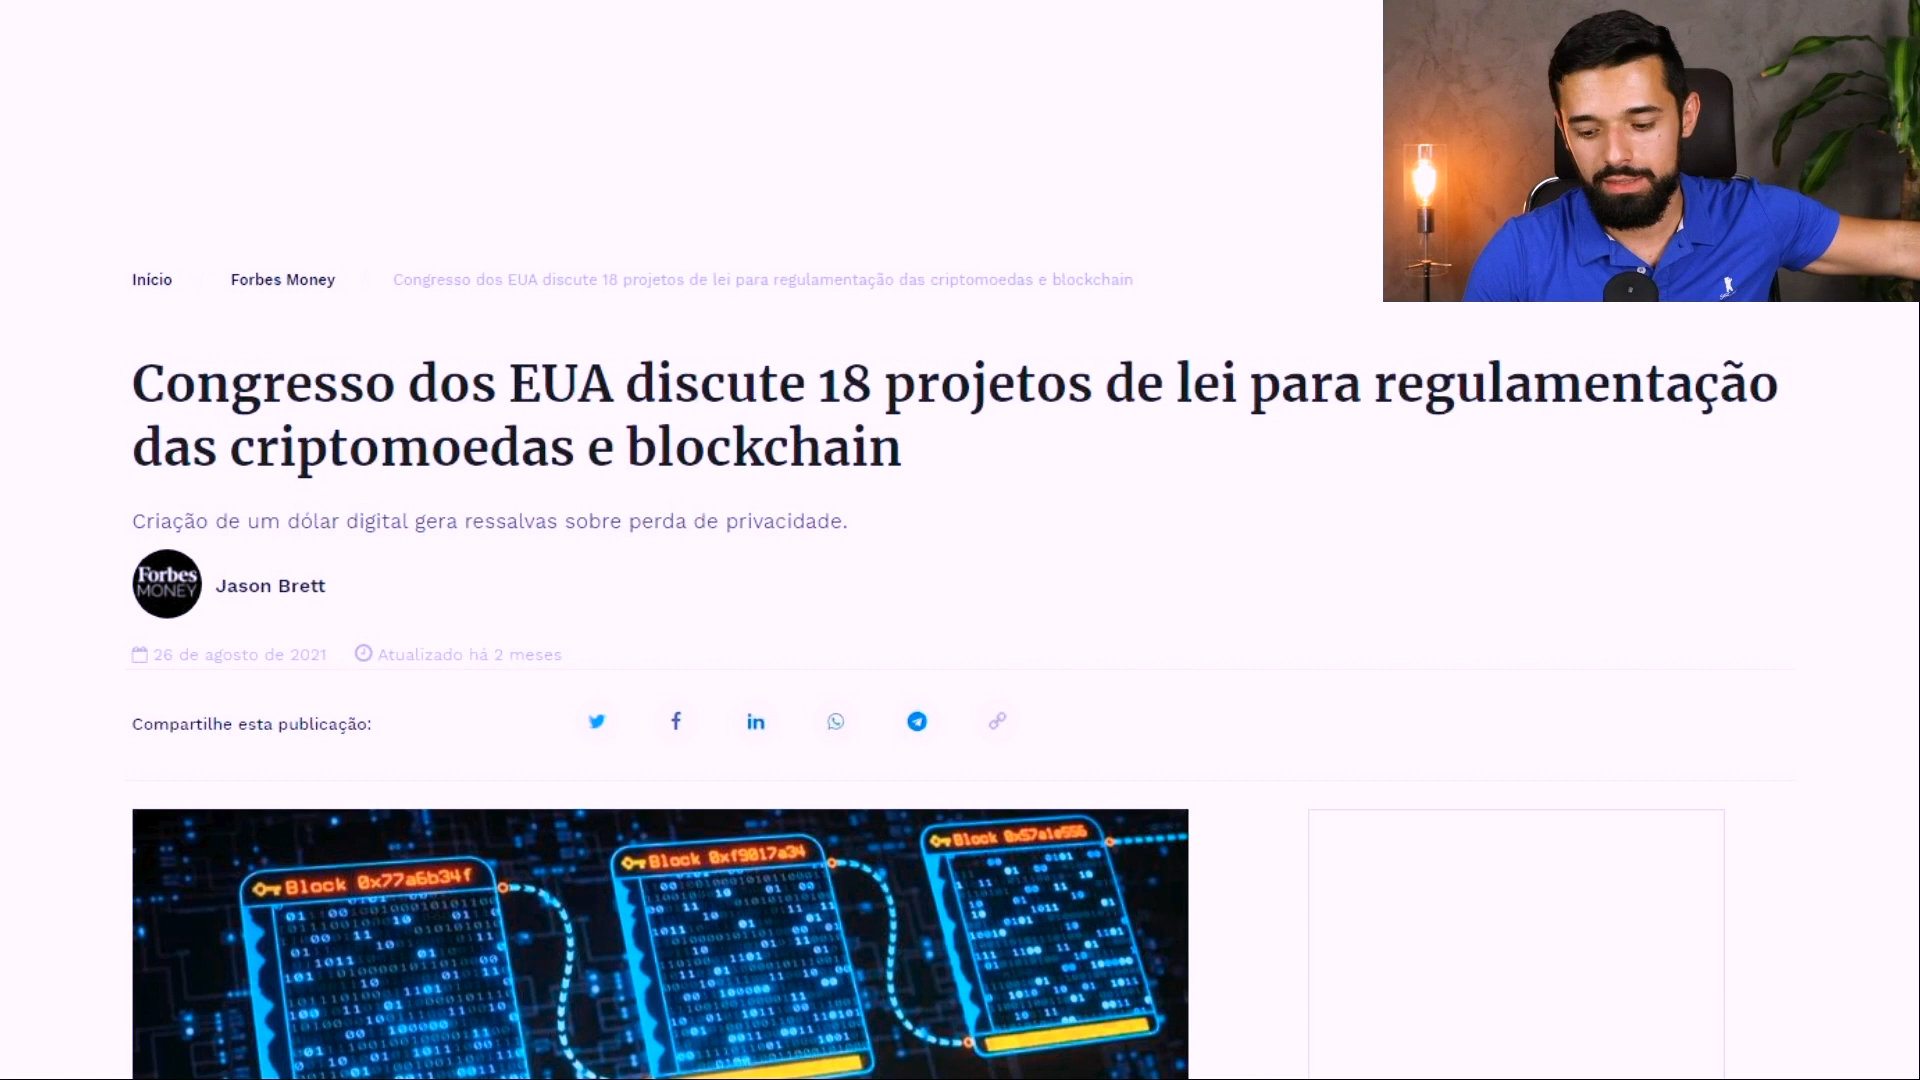 Início
Forbes Money
Congresso dos EUA discute 18 projetos de lei para regulamentação das criptomoedas e blockchain
Congresso dos EUA discute 18 projetos de lei para regulamentação
das criptomoedas e blockchain
Criação de um dólar digital gera ressalvas sobre perda de privacidade.
Forbes
MONEY
Jason Brett
26 de agosto de 2021
Atualizado há 2 meses
Compartilhe esta publicação:
Block 0x77a6b34f
Block 0xf9017a34
Block 0x57a1e556